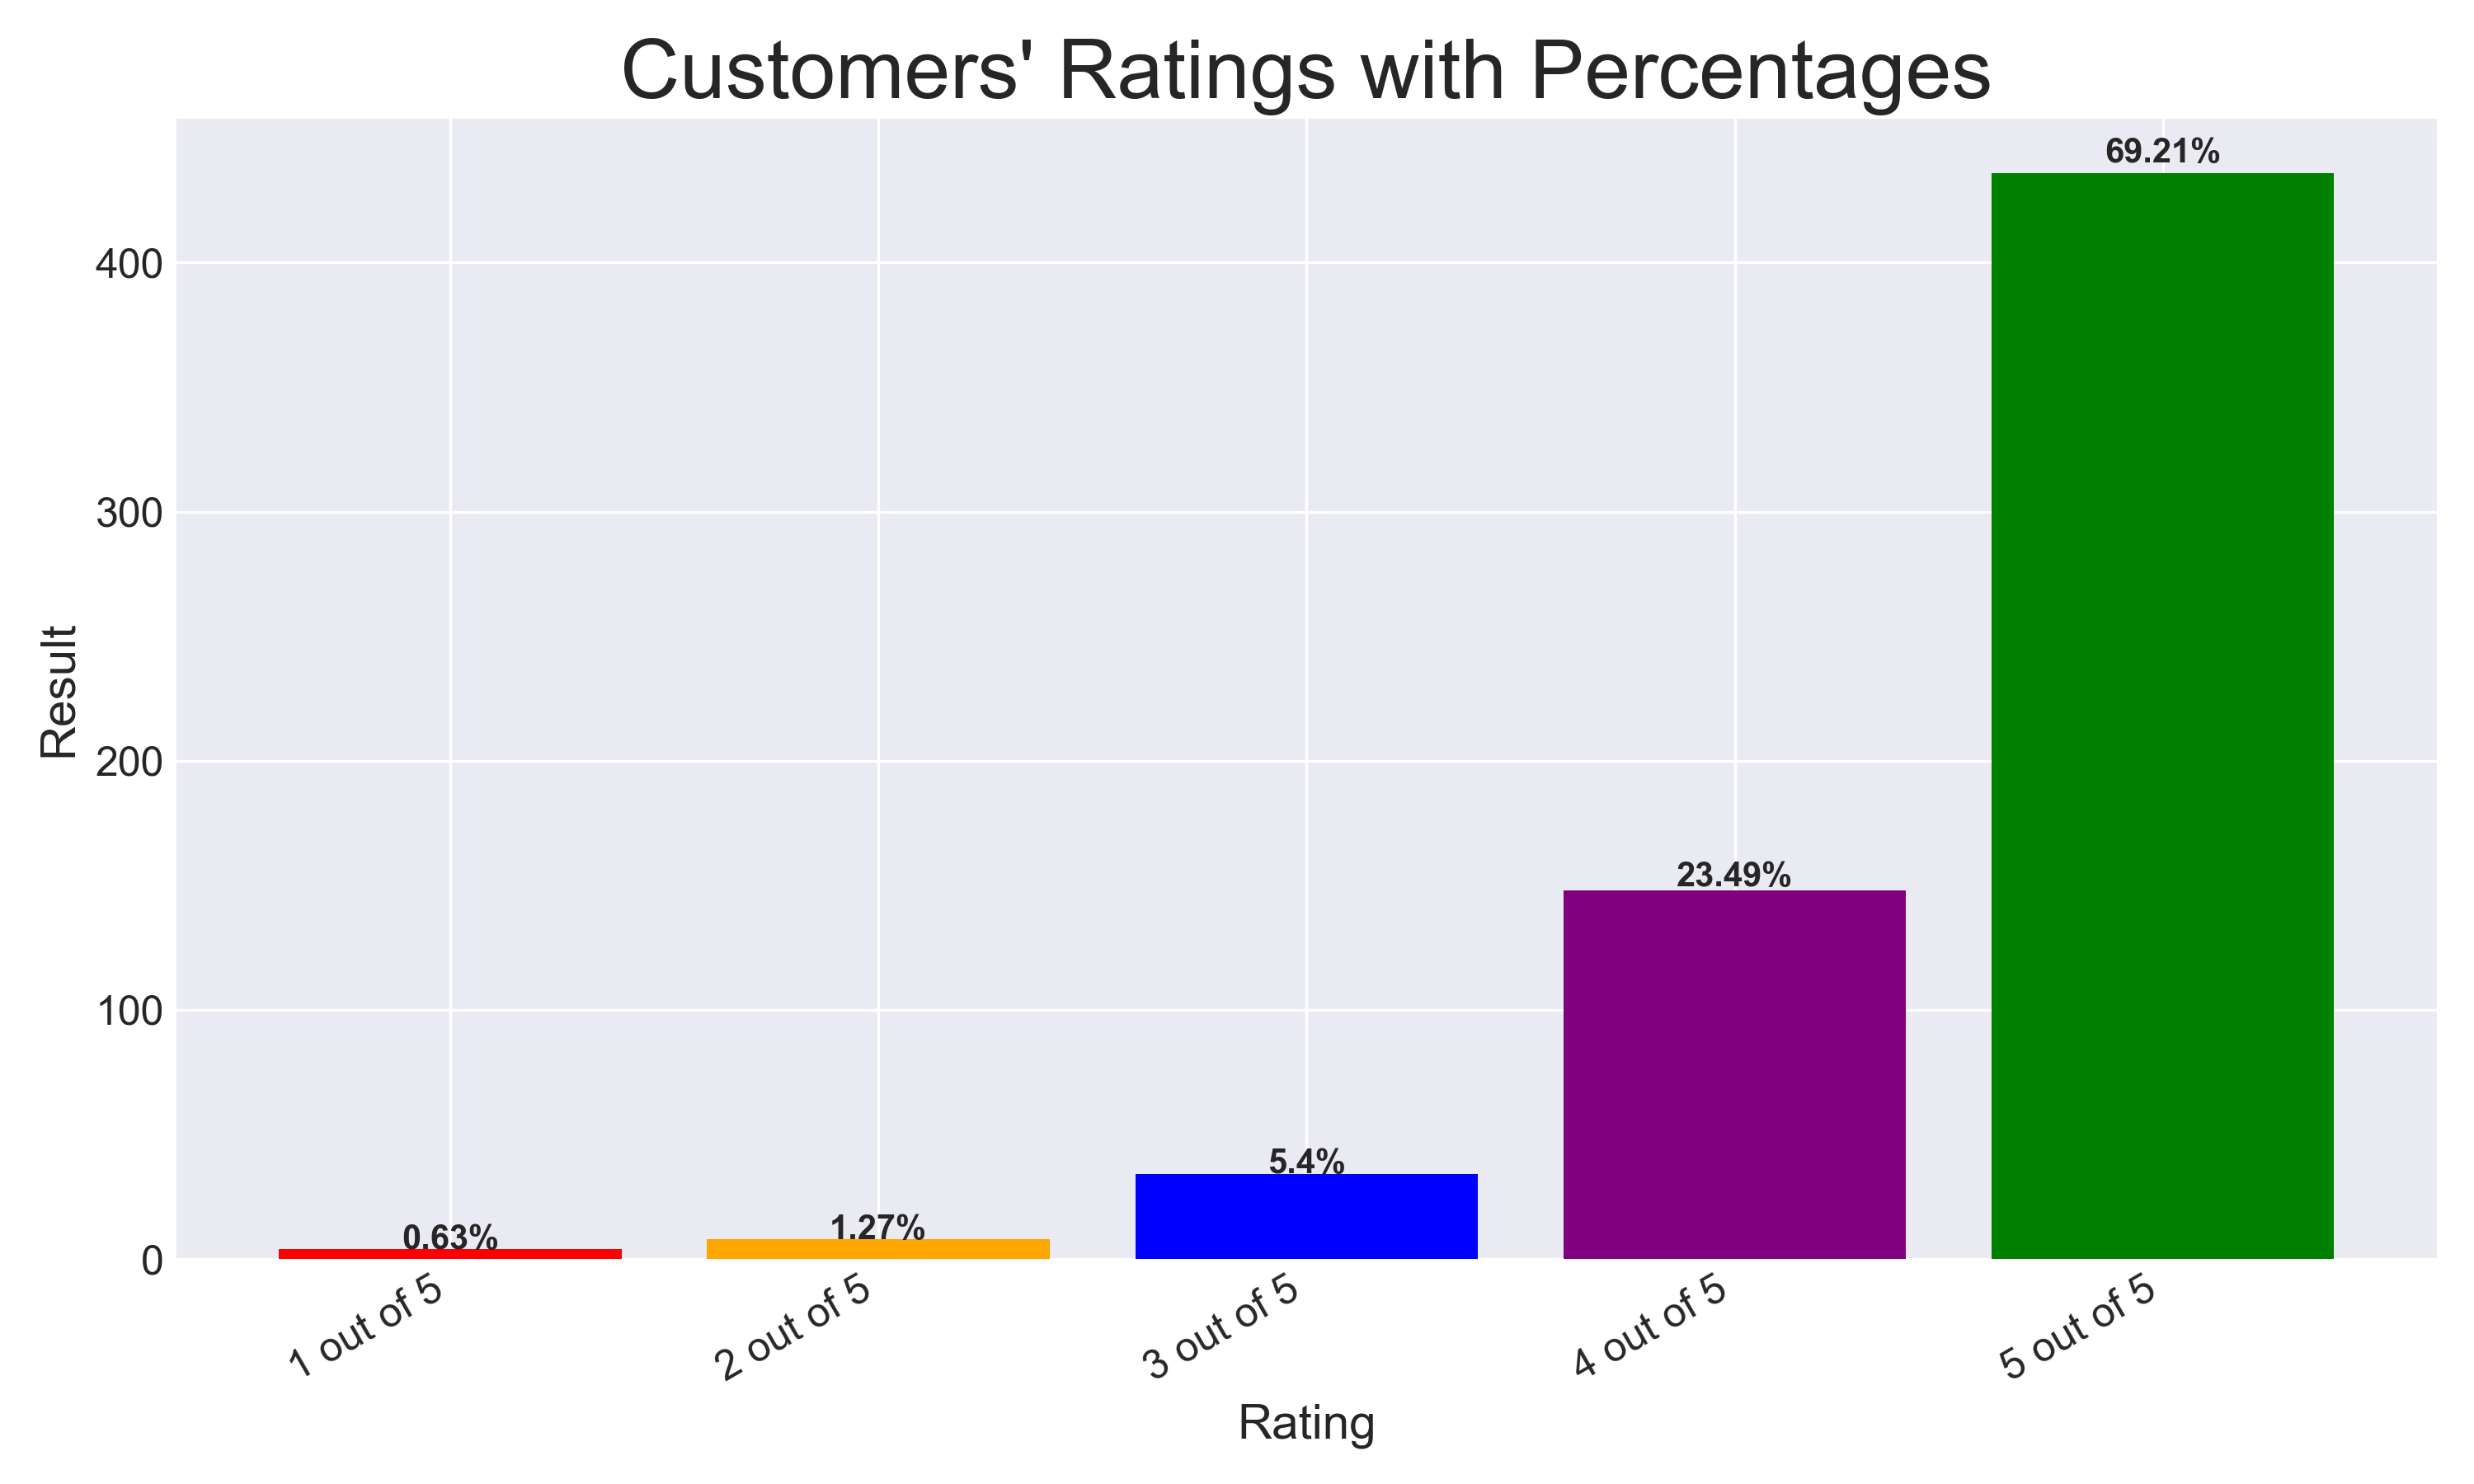 Customers' Ratings with Percentages
69.21%
400
300
Result
200
23.49%
100
5.4%
1.27%
0.63%
0
1 out of 5
2 out of 5
3 out of 5
4 out of 5
5 out of 5
Rating